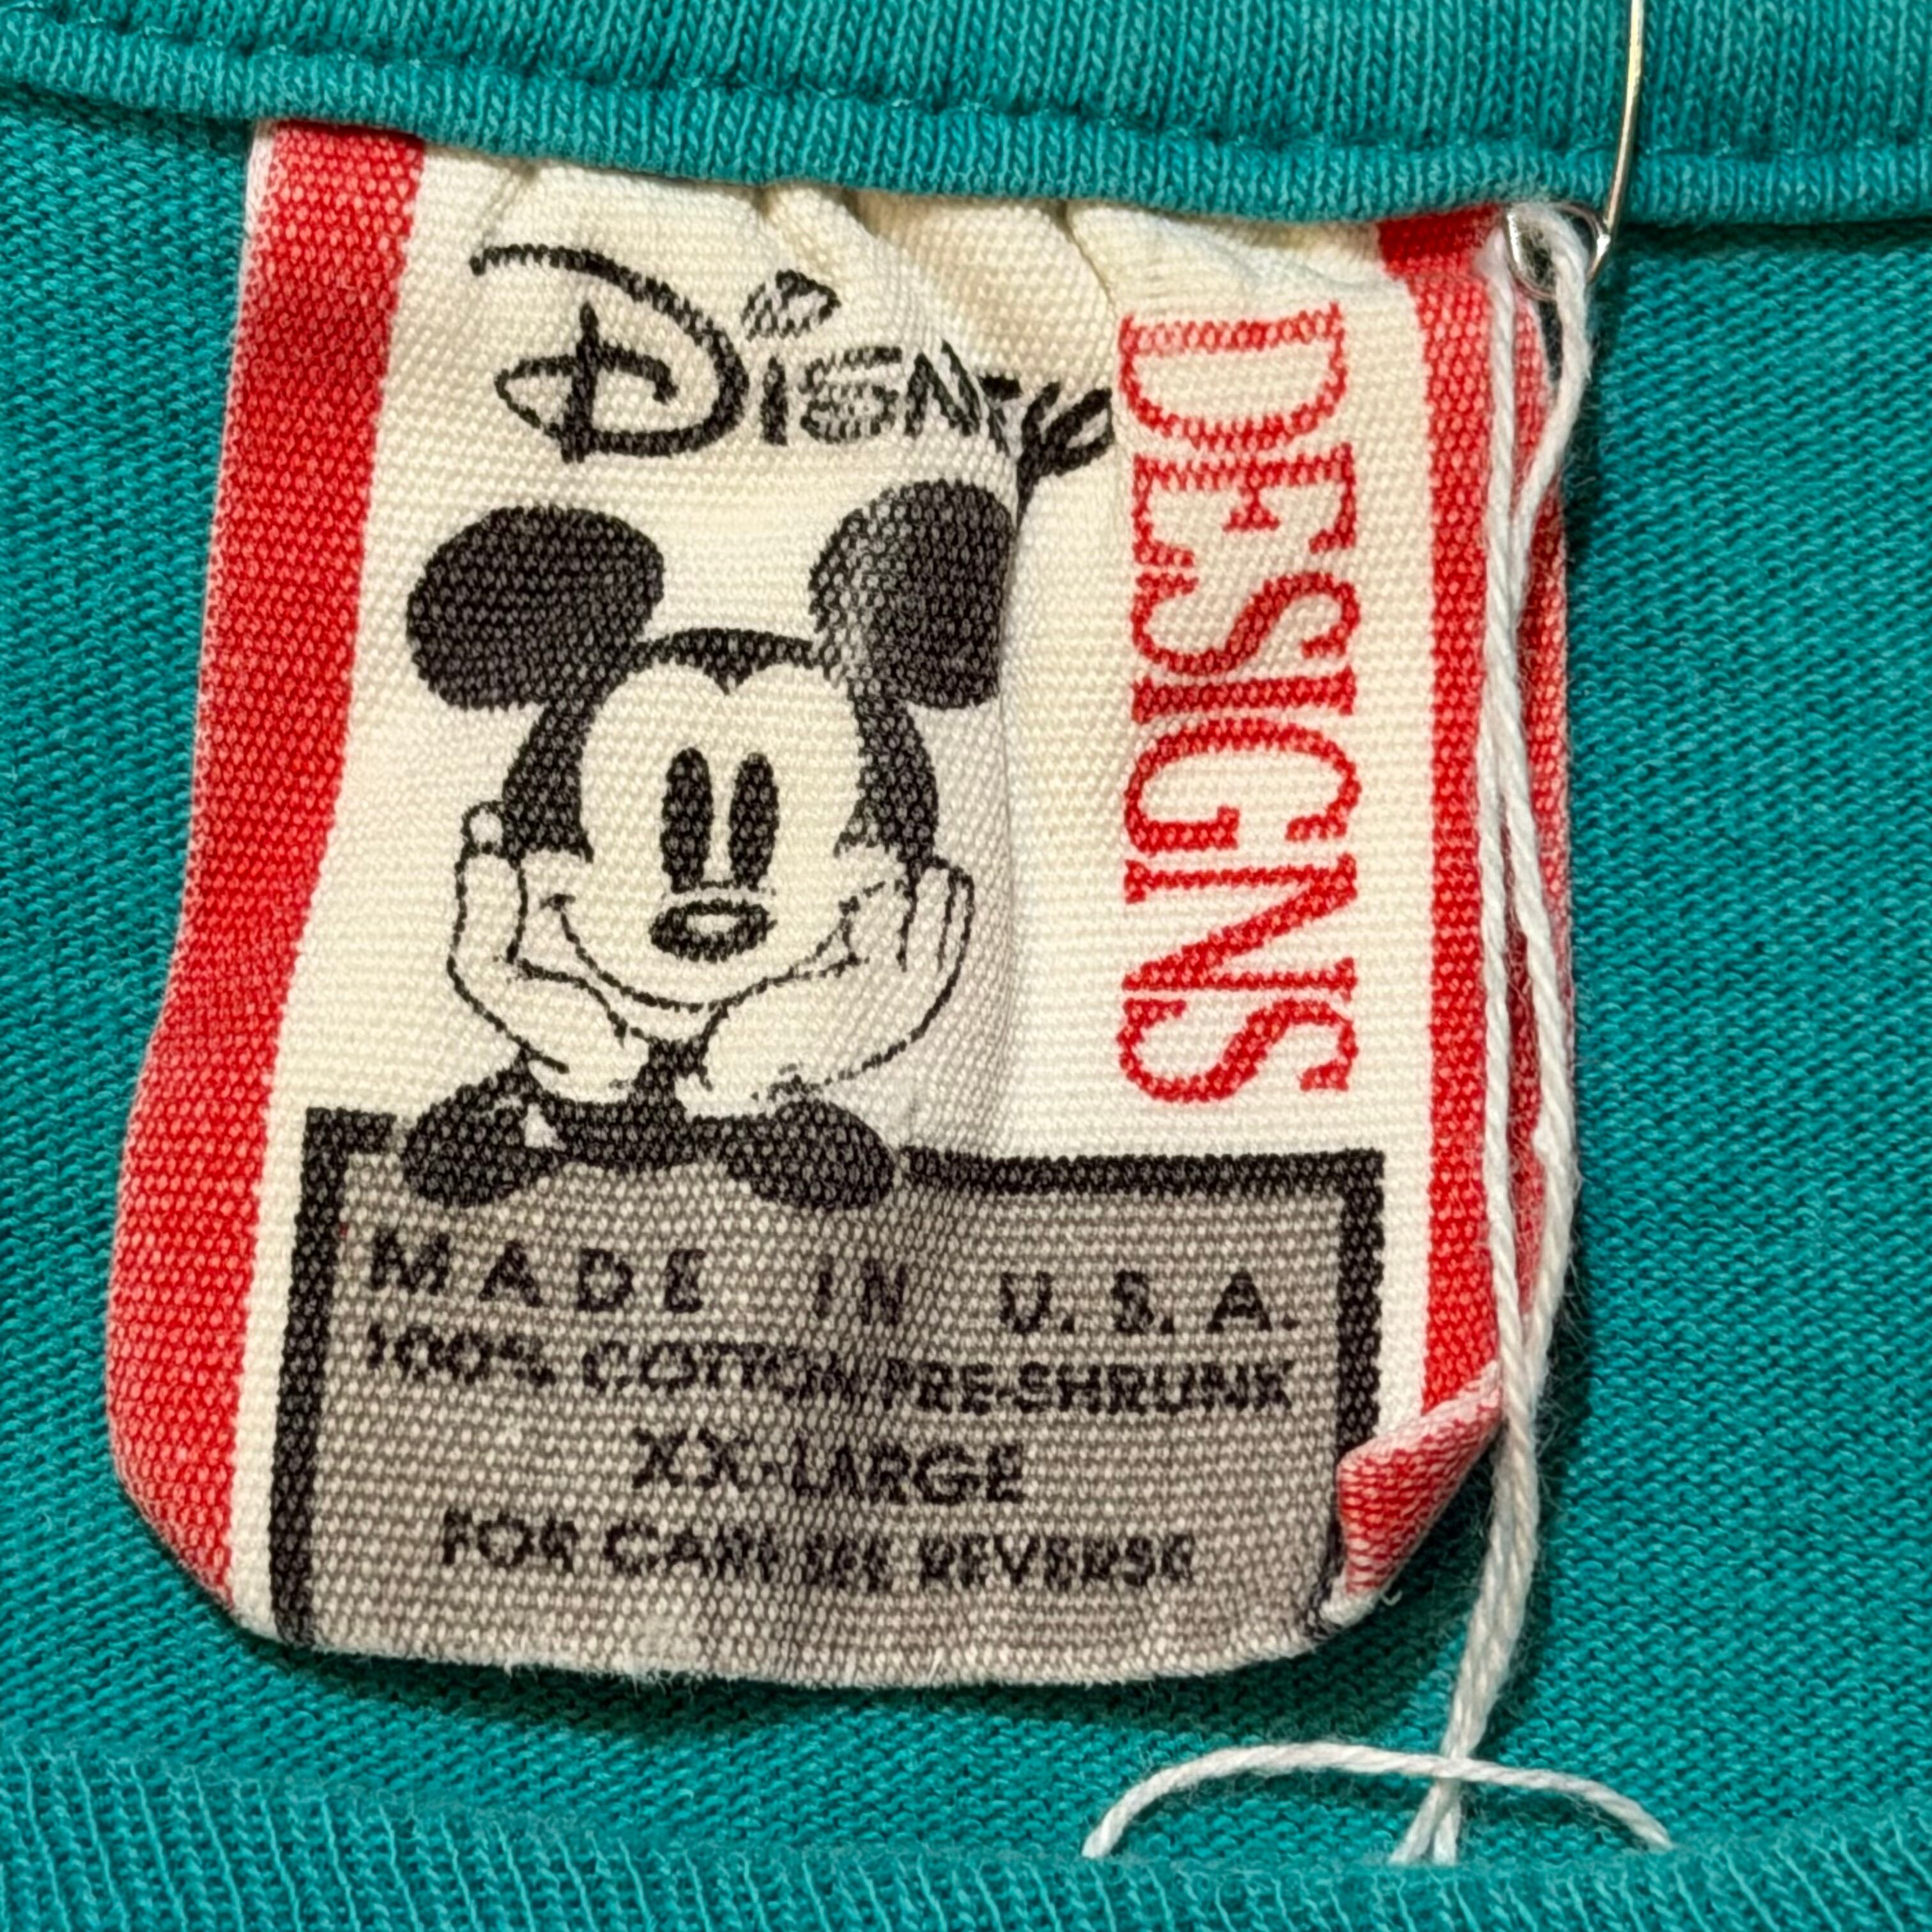 Disney
DESIGNS
MADE IN U.S.A.
100% COTTON PRE-SHRUNK
XX-LARGE
FOR CARE SEE REVERSE